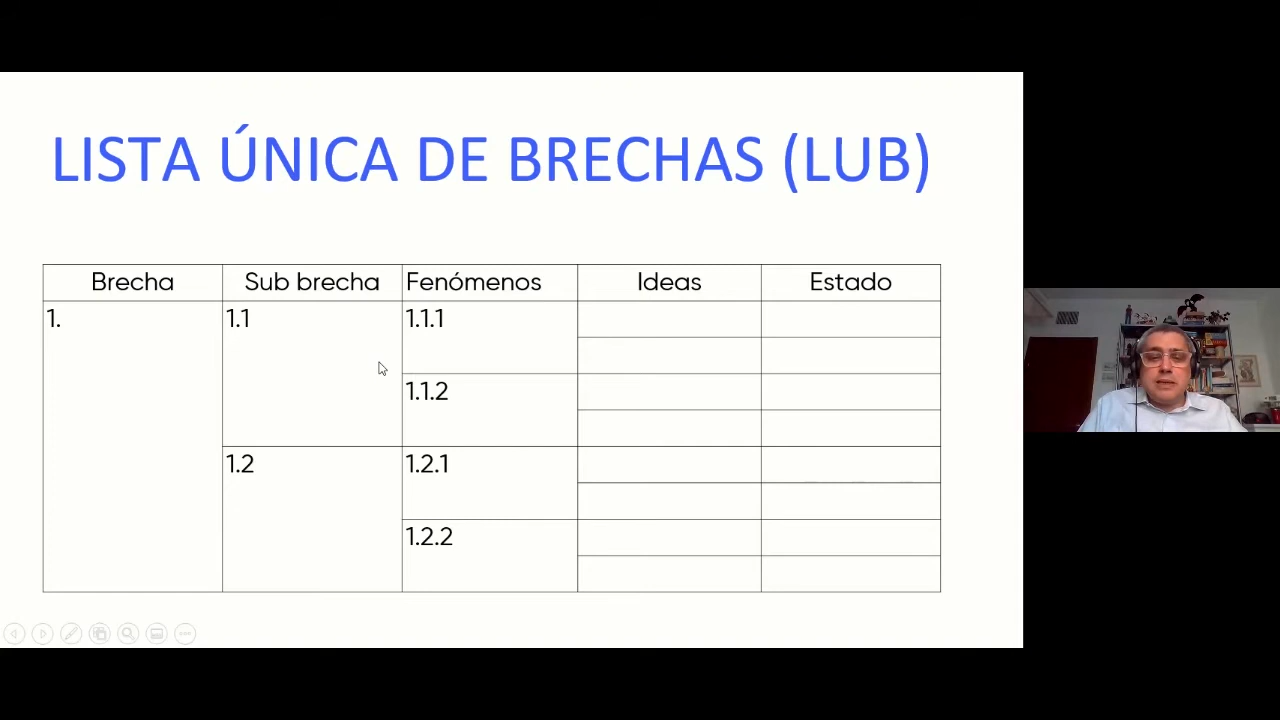 LISTA ÚNICA DE BRECHAS (LUB)
Brecha Sub brecha Fenómenos Ideas Estado
1. 1.1 1.1.1
1.1.2
1.2 1.2.1
1.2.2